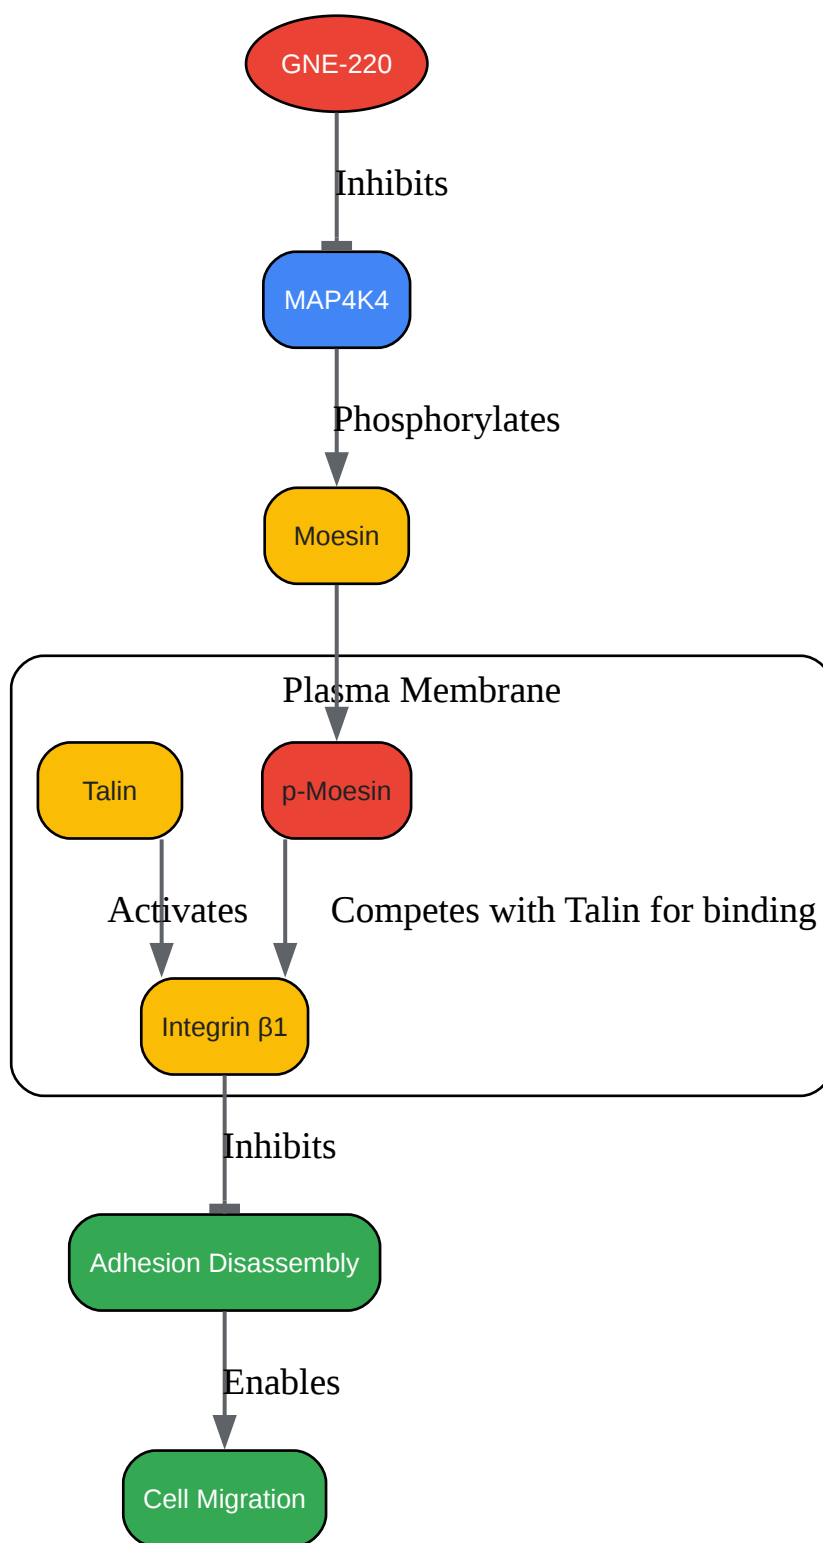 GNE-220
Inhibits
MAP4K4
Phosphorylates
Moesin
Plasma Membrane
Talin
p-Moesin
Activates
Competes with Talin for binding
Integrin β1
Inhibits
Adhesion Disassembly
Enables
Cell Migration